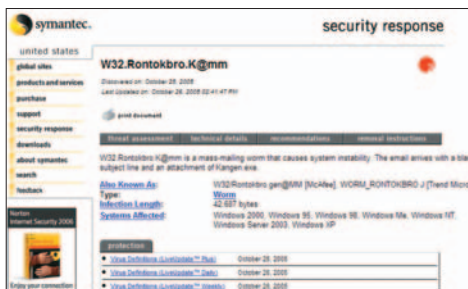 symantec.
security response
united states
global sites
products and services
purchase
support
security response
downloads
about symantec
search
feedback
W32.Rontokbro.K@mm
Discovered on: October 28, 2005
Last Updated on: October 28, 2005 02:41:47 PM
print document
threat assessment
technical details
recommendations
removal instructions
W32.Rontokbro.K@mm is a mass-mailing worm that causes system instability. The email arrives with a bla
subject line and an attachment of Kangen.exe.
Also Known As: W32/Rontokbro.gen@MM [McAfee], WORM_RONTOKBRO.J [Trend Micro
Type: Worm
Infection Length: 42,687 bytes
Systems Affected: Windows 2000, Windows 95, Windows 98, Windows Me, Windows NT,
Windows Server 2003, Windows XP
protection
Virus Definitions (LiveUpdate™ Plus) October 28, 2005
Virus Definitions (LiveUpdate™ Daily) October 28, 2005
Virus Definitions (LiveUpdate™ Weekly) October 28, 2005
Norton
Internet Security 2006
Enjoy your connection